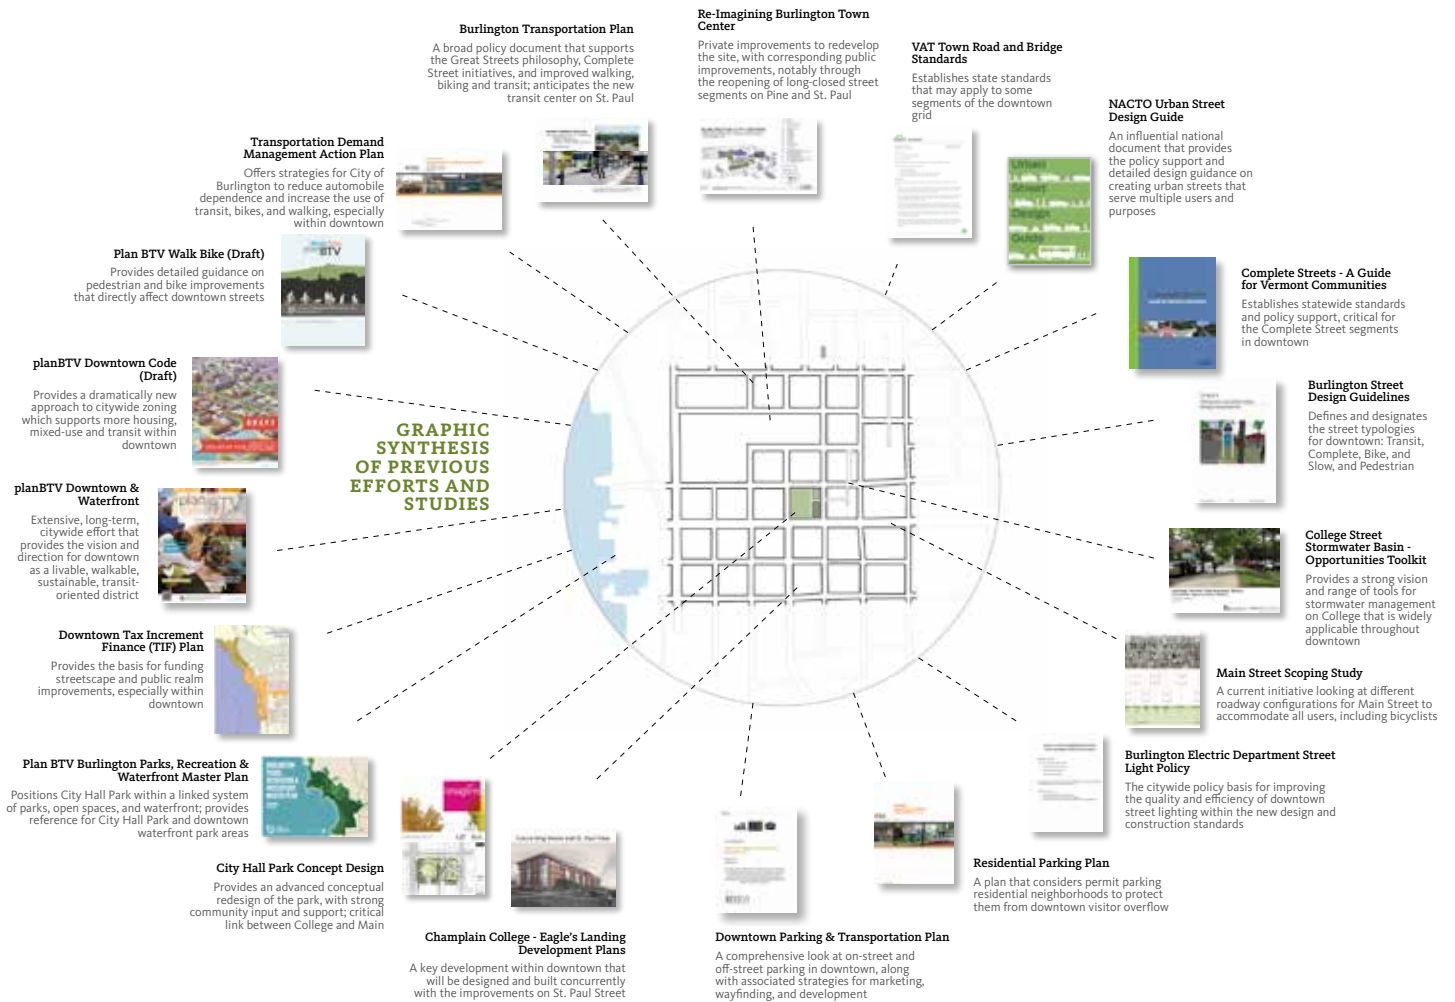 Burlington Transportation Plan
A broad policy document that supports
the Great Streets philosophy, Complete
Street initiatives, and improved walking,
biking and transit; anticipates the new
transit center on St. Paul
Re-Imagining Burlington Town
Center
Private improvements to redevelop
the site, with corresponding public
improvements, notably through
the reopening of long-closed street
segments on Pine and St. Paul
VAT Town Road and Bridge
Standards
Establishes state standards
that may apply to some
segments of the downtown
grid
NACTO Urban Street
Design Guide
An influential national
document that provides
the policy support and
detailed design guidance on
creating urban streets that
serve multiple users and
purposes
Urban
Street
Design
Guide
Transportation Demand
Management Action Plan
Offers strategies for City of
Burlington to reduce automobile
dependence and increase the use of
transit, bikes, and walking, especially
within downtown
Plan BTV Walk Bike (Draft)
Provides detailed guidance on
pedestrian and bike improvements
that directly affect downtown streets
BTV
Complete Streets - A Guide
for Vermont Communities
Establishes statewide standards
and policy support, critical for
the Complete Street segments
in downtown
planBTV Downtown Code
(Draft)
Provides a dramatically new
approach to citywide zoning
which supports more housing,
mixed-use and transit within
downtown
DRAFT
Burlington Street
Design Guidelines
Defines and designates
the street typologies
for downtown: Transit,
Complete, Bike, and
Slow, and Pedestrian
GRAPHIC
SYNTHESIS
OF PREVIOUS
EFFORTS AND
STUDIES
planBTV Downtown &
Waterfront
Extensive, long-term,
citywide effort that
provides the vision and
direction for downtown
as a livable, walkable,
sustainable, transit-
oriented district
planBTV
College Street
Stormwater Basin -
Opportunities Toolkit
Provides a strong vision
and range of tools for
stormwater management
on College that is widely
applicable throughout
downtown
Downtown Tax Increment
Finance (TIF) Plan
Provides the basis for funding
streetscape and public realm
improvements, especially within
downtown
Main Street Scoping Study
A current initiative looking at different
roadway configurations for Main Street to
accommodate all users, including bicyclists
Plan BTV Burlington Parks, Recreation &
Waterfront Master Plan
Positions City Hall Park within a linked system
of parks, open spaces, and waterfront; provides
reference for City Hall Park and downtown
waterfront park areas
Burlington Electric Department Street
Light Policy
The citywide policy basis for improving
the quality and efficiency of downtown
street lighting within the new design and
construction standards
City Hall Park Concept Design
Provides an advanced conceptual
redesign of the park, with strong
community input and support; critical
link between College and Main
imagine
Residential Parking Plan
A plan that considers permit parking
residential neighborhoods to protect
them from downtown visitor overflow
Champlain College - Eagle's Landing
Development Plans
A key development within downtown that
will be designed and built concurrently
with the improvements on St. Paul Street
Downtown Parking & Transportation Plan
A comprehensive look at on-street and
off-street parking in downtown, along
with associated strategies for marketing,
wayfinding, and development